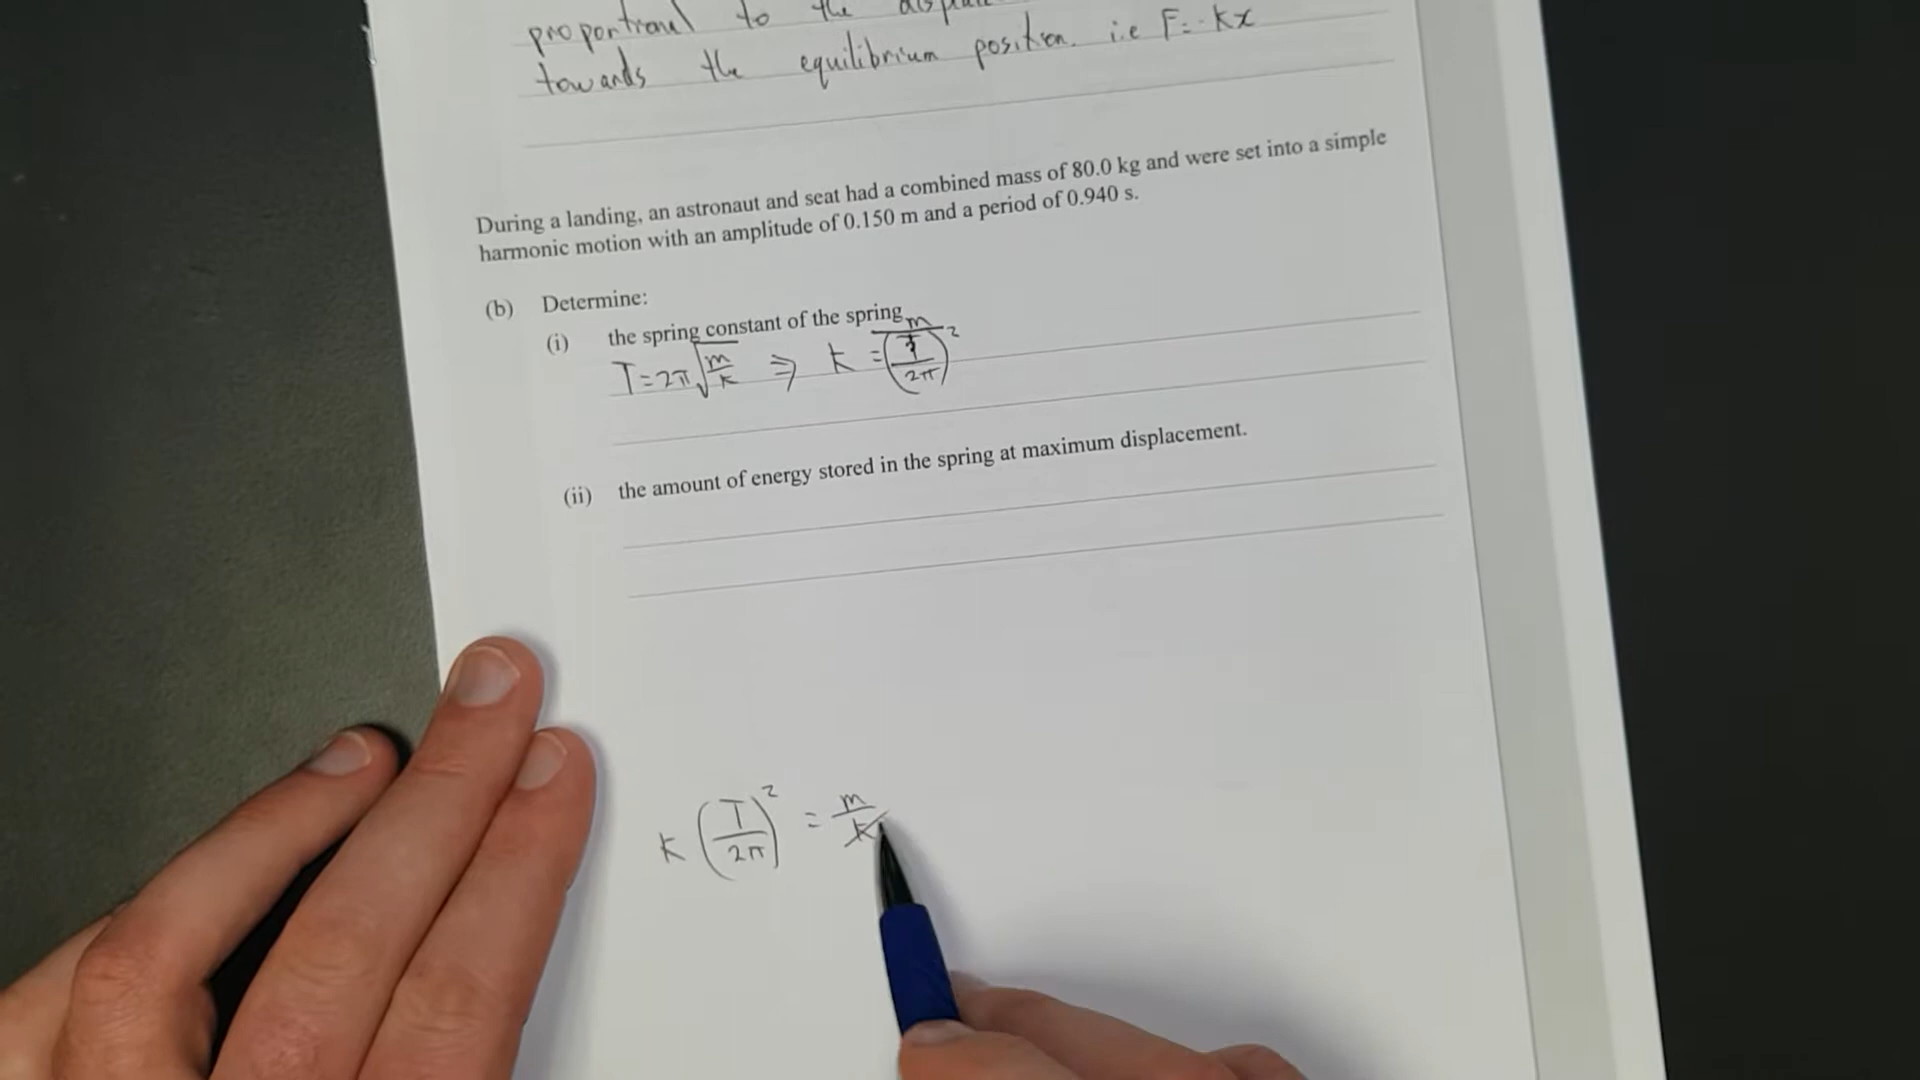 proportional to the
towards the equilibrium position. i.e F=-kx
During a landing, an astronaut and seat had a combined mass of 80.0 kg and were set into a simple
harmonic motion with an amplitude of 0.150 m and a period of 0.940 s.
(b) Determine:
(i) the spring constant of the spring
T=2π√(m/k) ⇒ k = m/(T/2π)²
(ii) the amount of energy stored in the spring at maximum displacement.
k (T/2π)² = m/k